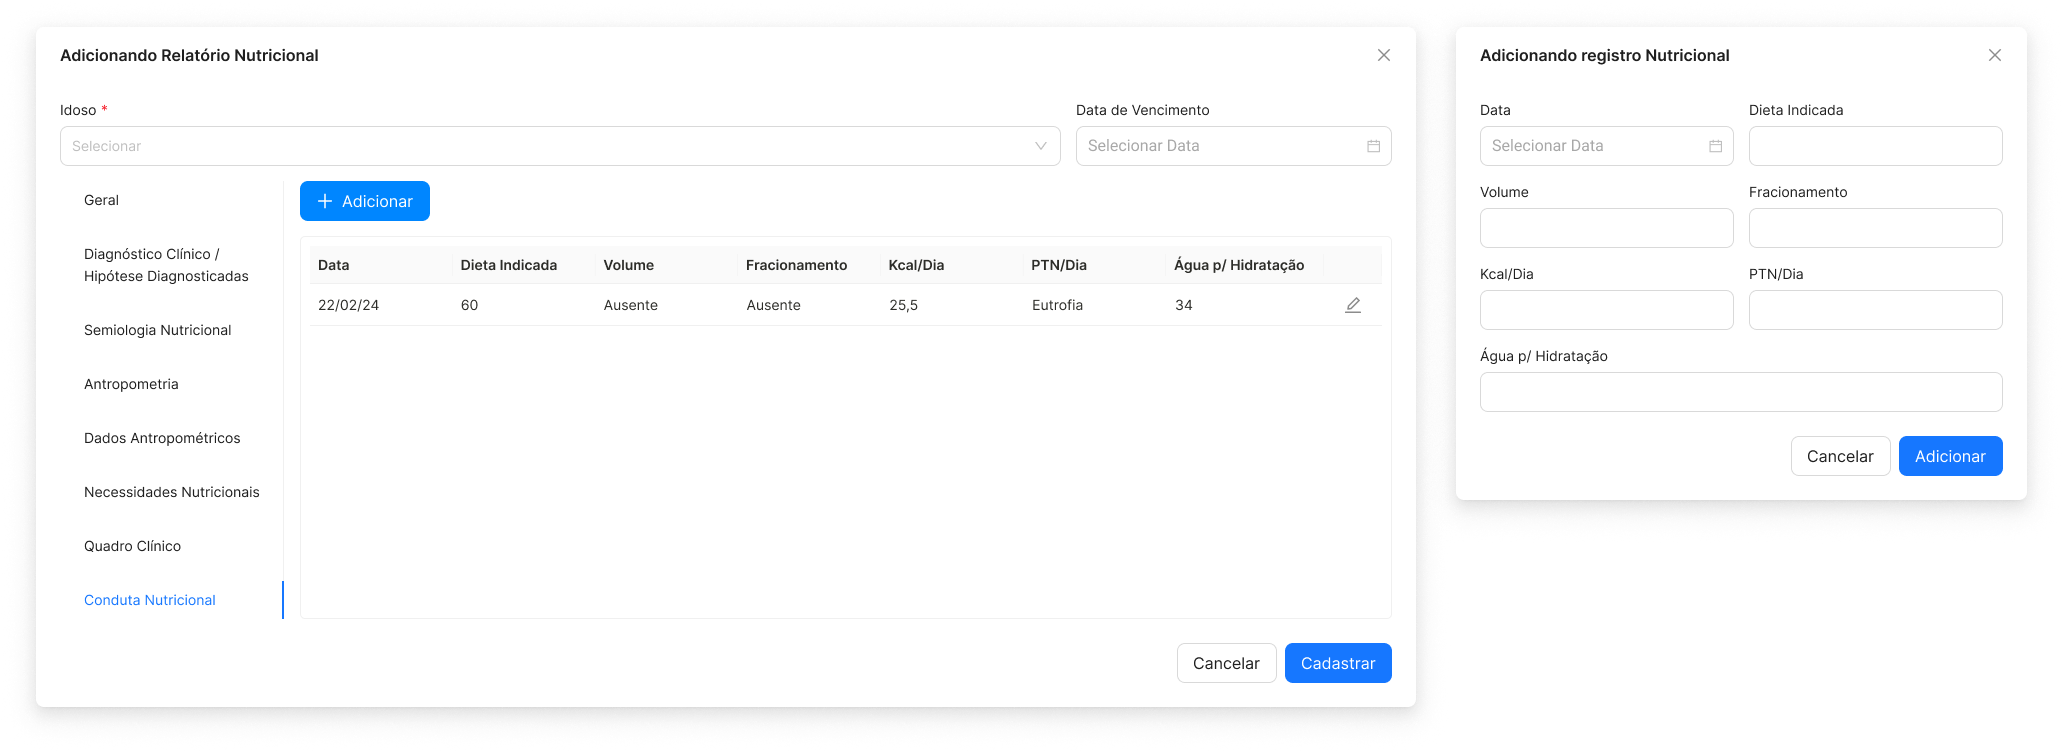 Adicionando Relatório Nutricional
Idoso *
Data de Vencimento
Selecionar
Selecionar Data
Geral
Diagnóstico Clínico /
Hipótese Diagnosticadas
Semiologia Nutricional
Antropometria
Dados Antropométricos
Necessidades Nutricionais
Quadro Clínico
Conduta Nutricional
Adicionar
Data Dieta Indicada Volume Fracionamento Kcal/Dia PTN/Dia Água p/ Hidratação
22/02/24 60 Ausente Ausente 25,5 Eutrofia 34
Cancelar Cadastrar
Adicionando registro Nutricional
Data Dieta Indicada
Selecionar Data
Volume Fracionamento
Kcal/Dia PTN/Dia
Água p/ Hidratação
Cancelar Adicionar